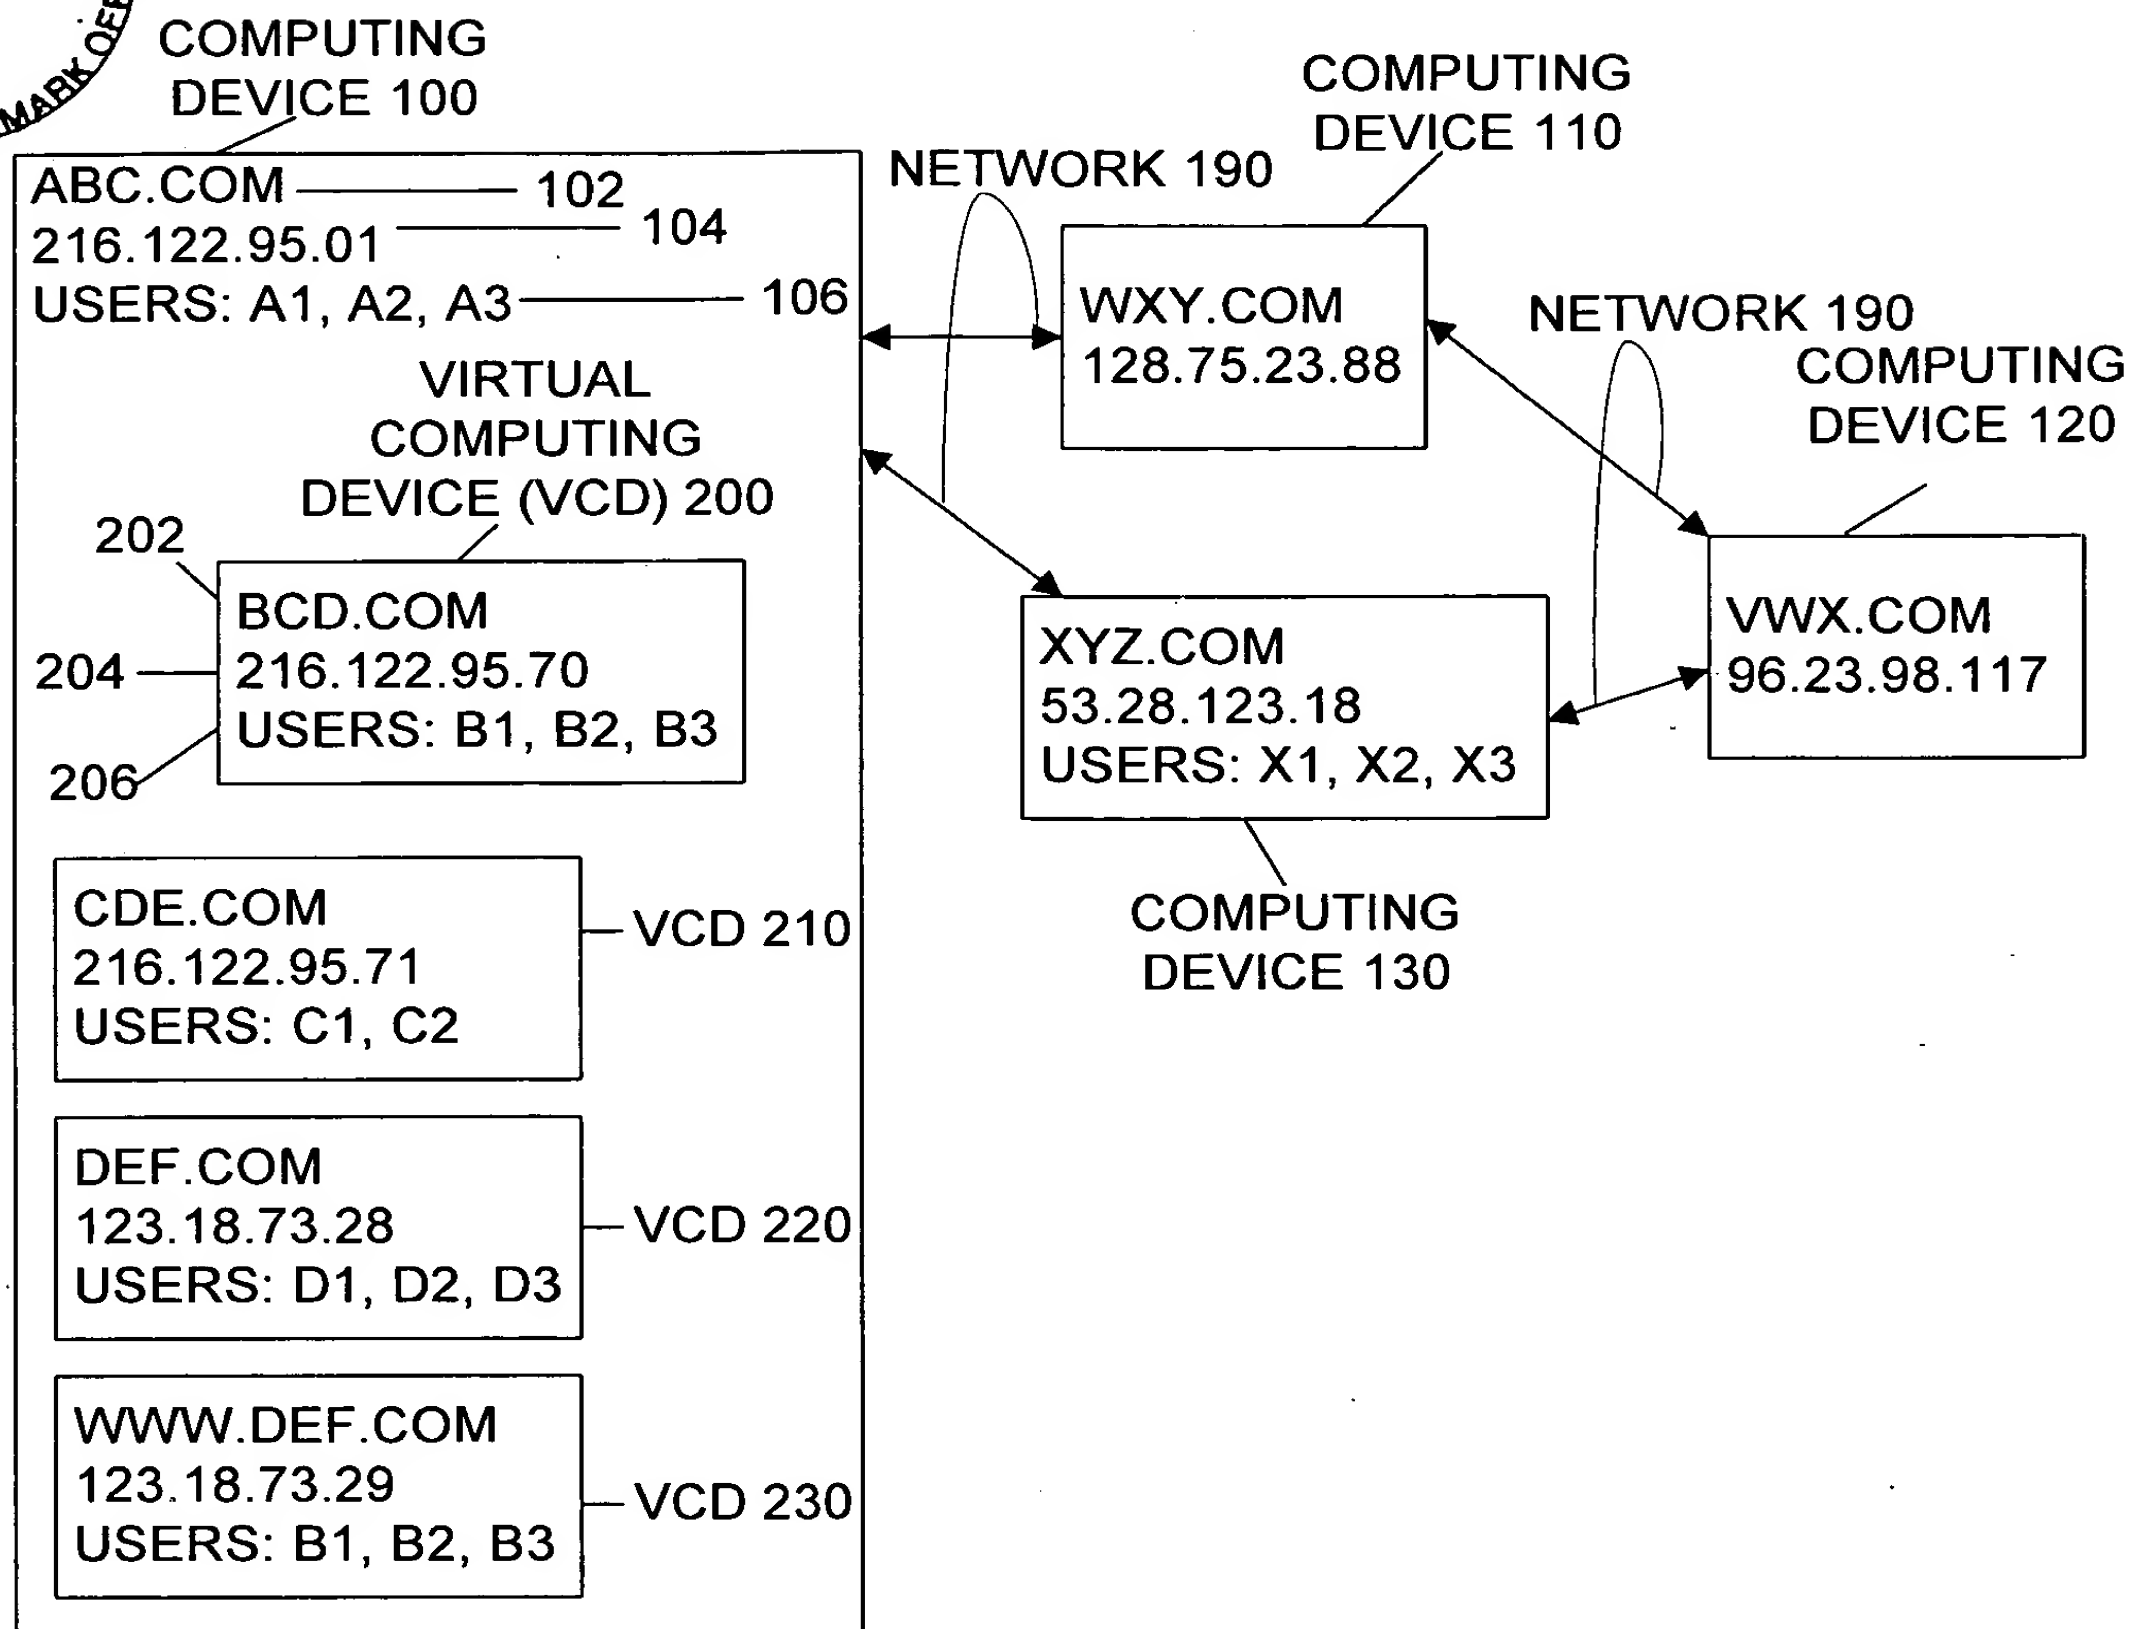 MARK OF
COMPUTING
DEVICE 100
ABC.COM
102
216.122.95.01
104
USERS: A1, A2, A3
106
VIRTUAL
COMPUTING
DEVICE (VCD) 200
202
BCD.COM
204
216.122.95.70
USERS: B1, B2, B3
206
CDE.COM
216.122.95.71
USERS: C1, C2
VCD 210
DEF.COM
123.18.73.28
USERS: D1, D2, D3
VCD 220
WWW.DEF.COM
123.18.73.29
USERS: B1, B2, B3
VCD 230
NETWORK 190
COMPUTING
DEVICE 110
WXY.COM
128.75.23.88
NETWORK 190
COMPUTING
DEVICE 120
VWX.COM
96.23.98.117
XYZ.COM
53.28.123.18
USERS: X1, X2, X3
COMPUTING
DEVICE 130